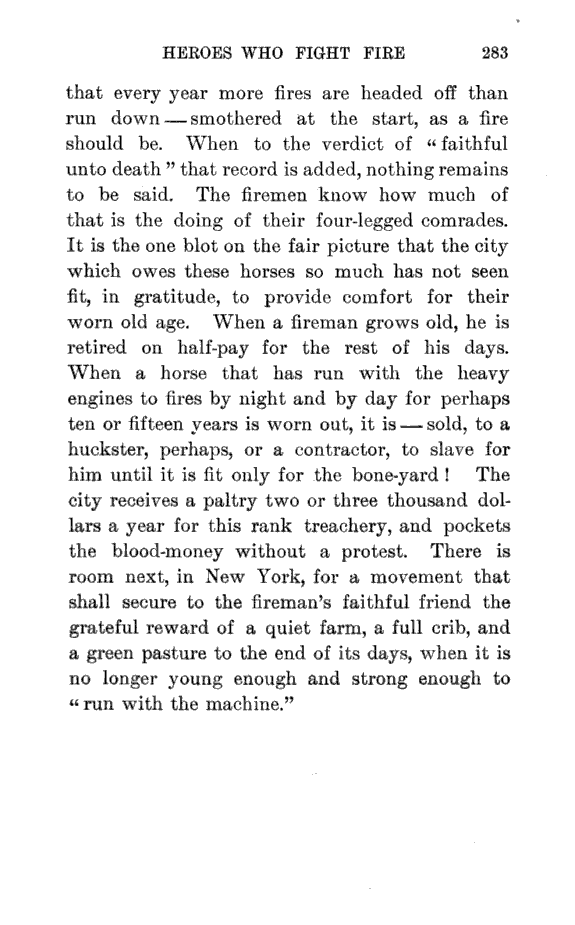 HEROES WHO FIGHT FIRE 283
that every year more fires are headed off than
run down — smothered at the start, as a fire
should be. When to the verdict of “ faithful
unto death ” that record is added, nothing remains
to be said. The firemen know how much of
that is the doing of their four-legged comrades.
It is the one blot on the fair picture that the city
which owes these horses so much has not seen
fit, in gratitude, to provide comfort for their
worn old age. When a fireman grows old, he is
retired on half-pay for the rest of his days.
When a horse that has run with the heavy
engines to fires by night and by day for perhaps
ten or fifteen years is worn out, it is — sold, to a
huckster, perhaps, or a contractor, to slave for
him until it is fit only for the bone-yard ! The
city receives a paltry two or three thousand dol-
lars a year for this rank treachery, and pockets
the blood-money without a protest. There is
room next, in New York, for a movement that
shall secure to the fireman’s faithful friend the
grateful reward of a quiet farm, a full crib, and
a green pasture to the end of its days, when it is
no longer young enough and strong enough to
“ run with the machine.”